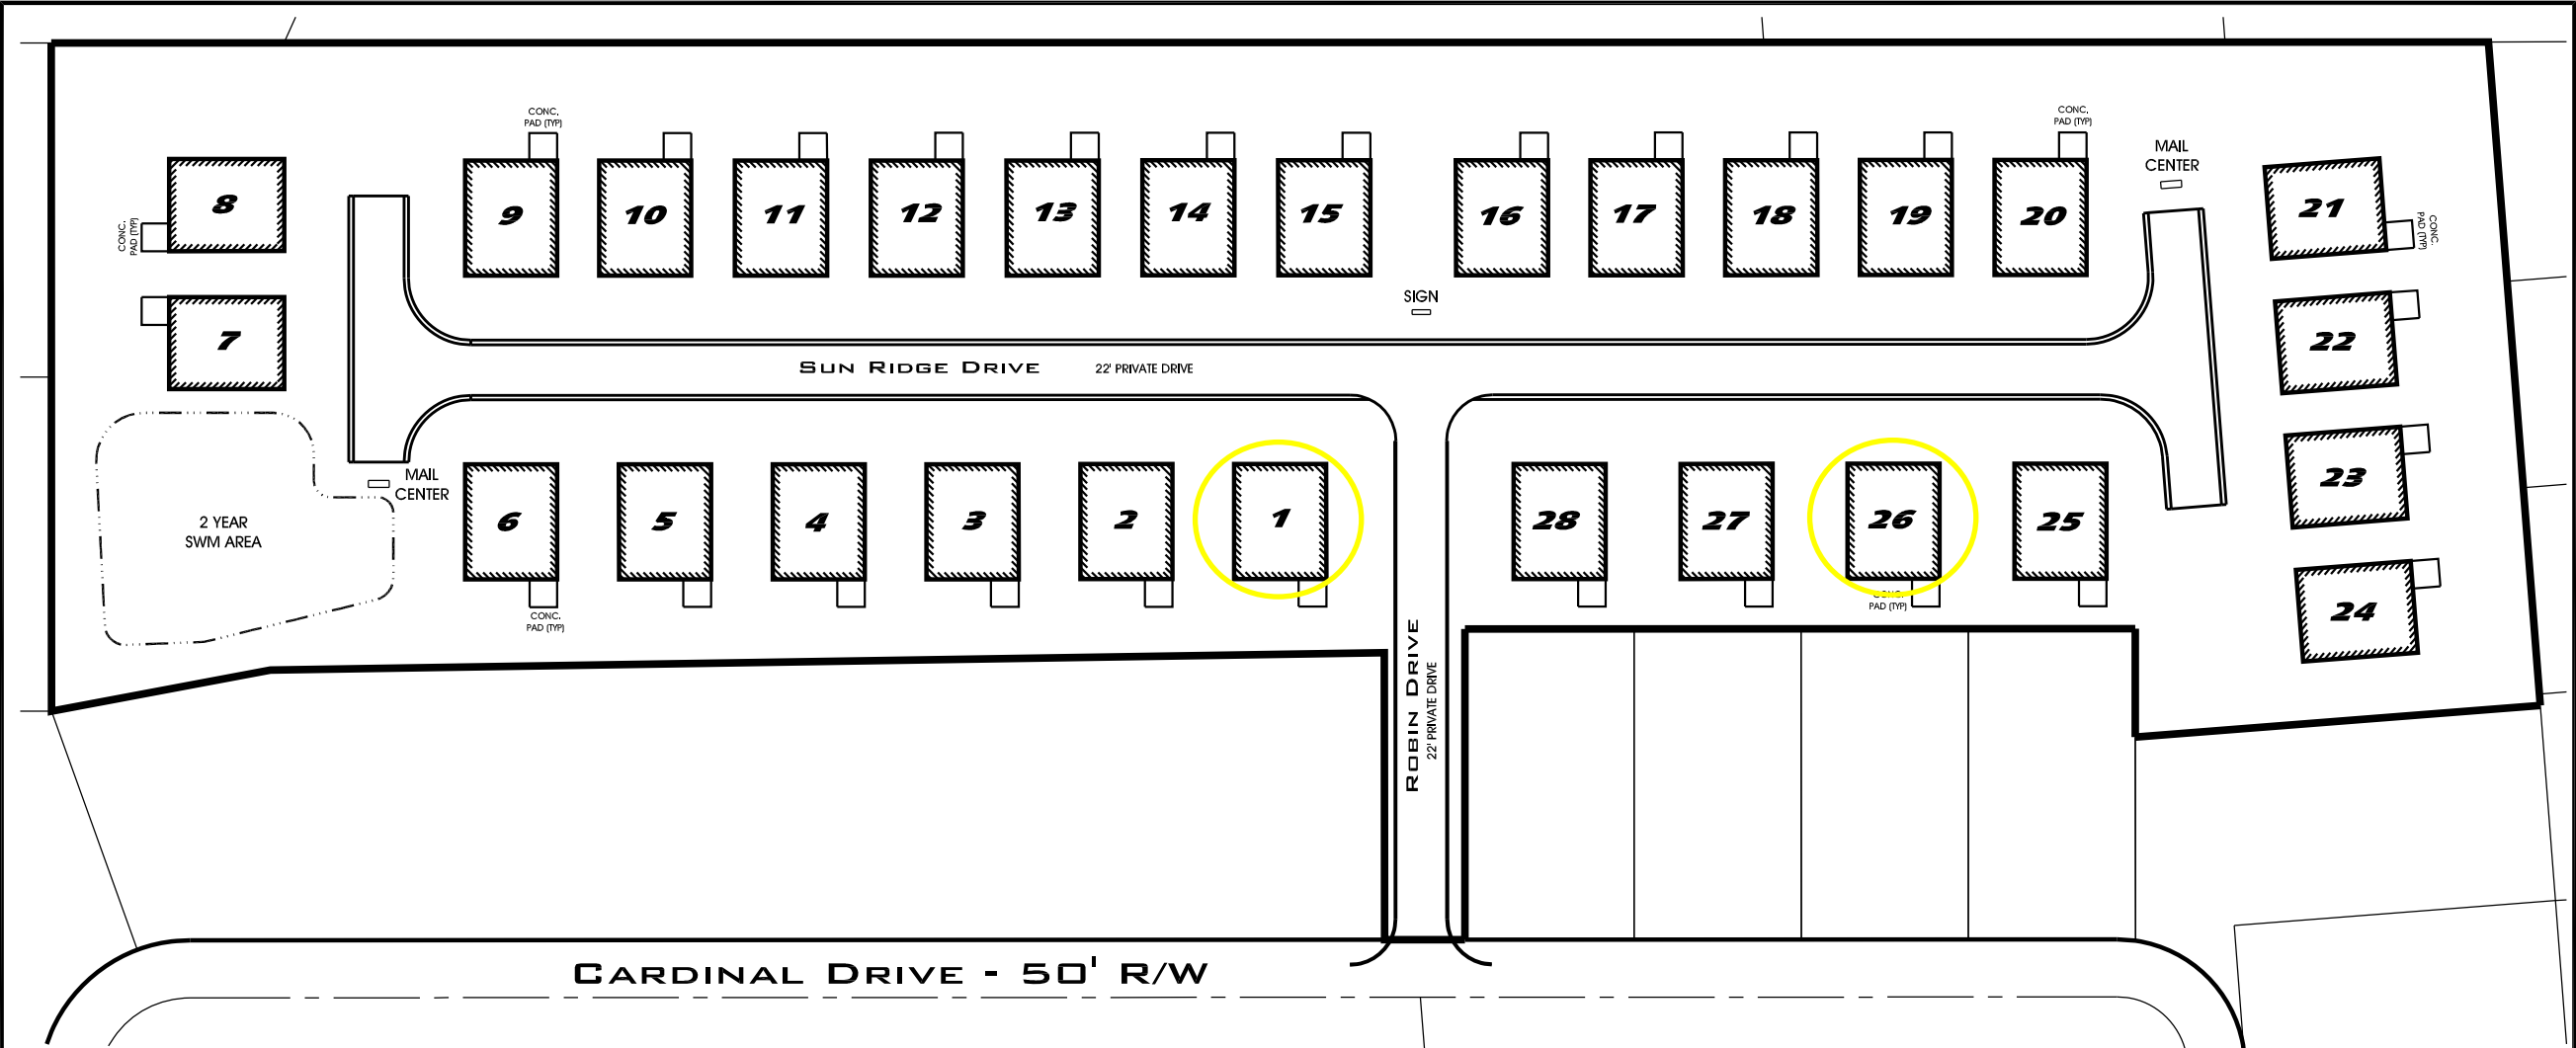 CONC,
PAD (TYP)
CONC,
PAD (TYP)
MAIL
CENTER
8
9
10
11
12
13
14
15
16
17
18
19
20
21
CONC,
PAD (TYP)
CONC,
PAD (TYP)
SIGN
7
22
SUN RIDGE DRIVE 22' PRIVATE DRIVE
MAIL
CENTER
2 YEAR
SWM AREA
6
5
4
3
2
1
28
27
26
25
23
CONC,
PAD (TYP)
CONC,
PAD (TYP)
24
ROBIN DRIVE
22' PRIVATE DRIVE
CARDINAL DRIVE - 50' R/W